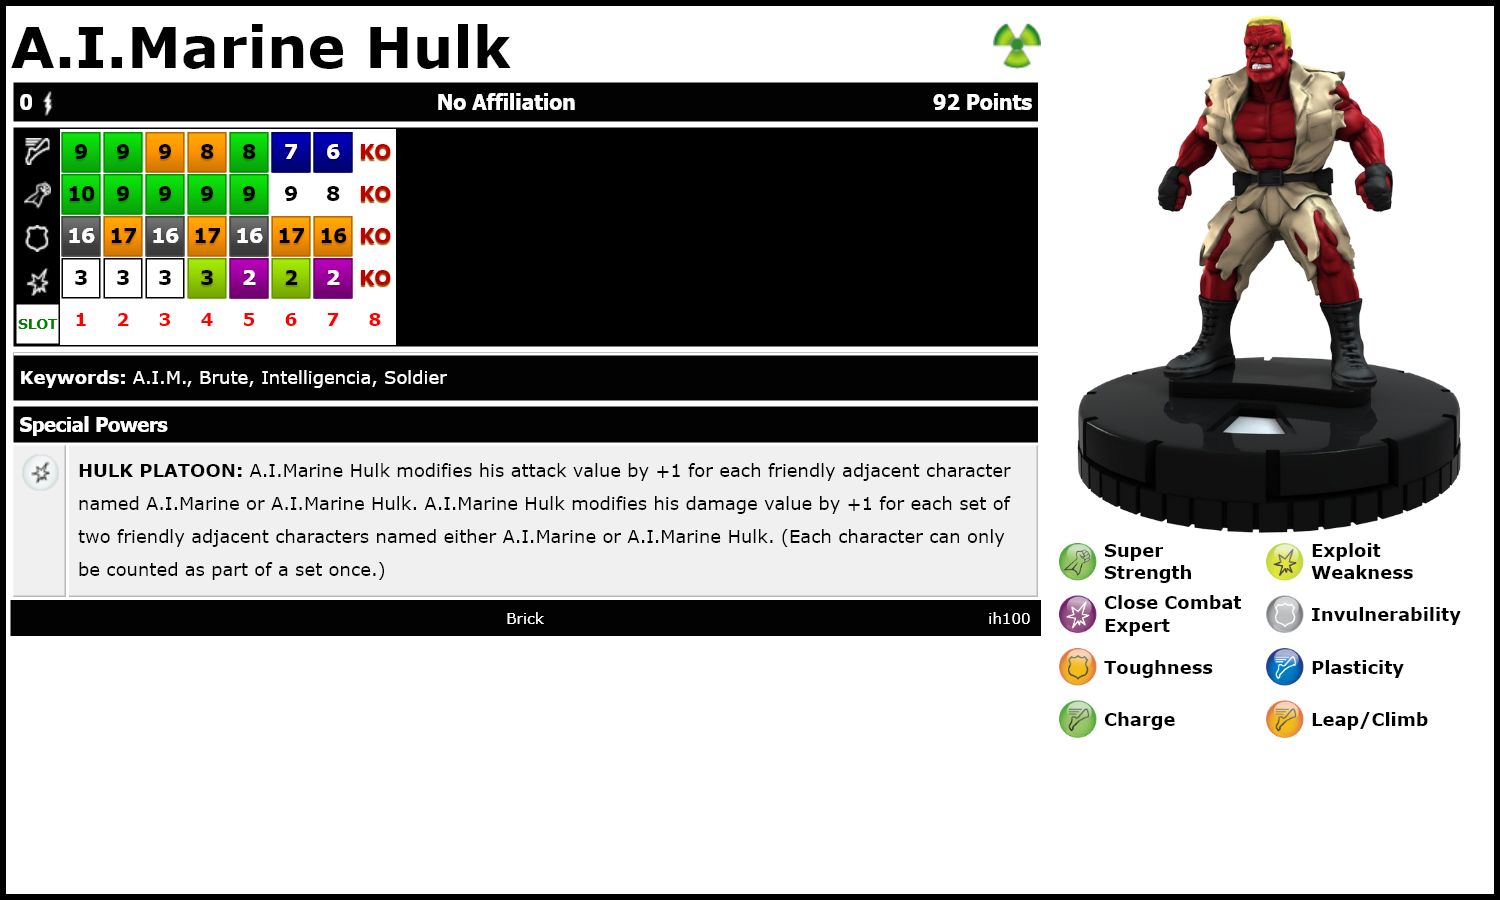 A.I.Marine Hulk
0 No Affiliation 92 Points
9 9 9 8 8 7 6 KO
10 9 9 9 9 9 8 KO
16 17 16 17 16 17 16 KO
3 3 3 3 2 2 2 KO
SLOT 1 2 3 4 5 6 7 8
Keywords: A.I.M., Brute, Intelligencia, Soldier
Special Powers
HULK PLATOON: A.I.Marine Hulk modifies his attack value by +1 for each friendly adjacent character
named A.I.Marine or A.I.Marine Hulk. A.I.Marine Hulk modifies his damage value by +1 for each set of
two friendly adjacent characters named either A.I.Marine or A.I.Marine Hulk. (Each character can only
be counted as part of a set once.)
Brick ih100
Super
Strength
Exploit
Weakness
Close Combat
Expert
Invulnerability
Toughness
Plasticity
Charge
Leap/Climb